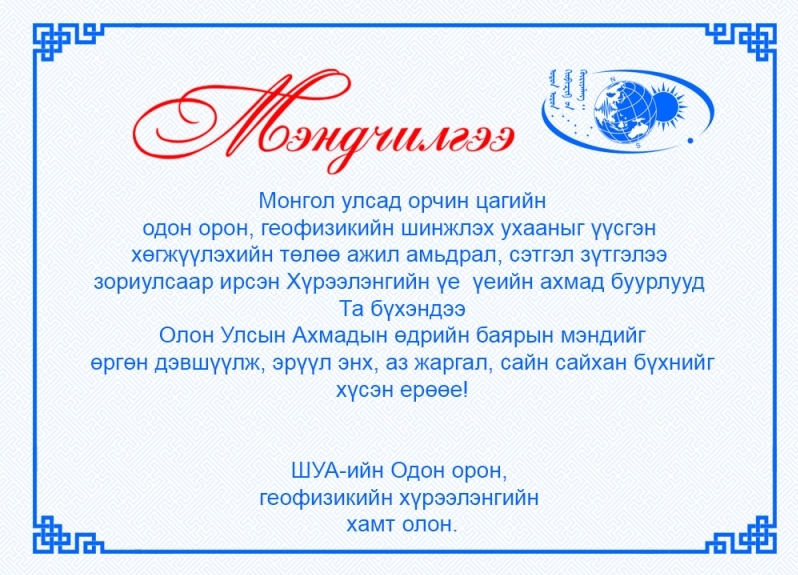 Мэндчилгээ
Монгол улсад орчин цагийн
одон орон, геофизикийн шинжлэх ухааныг үүсгэн
хөгжүүлэхийн төлөө ажил амьдрал, сэтгэл зүтгэлээ
зориулсаар ирсэн Хүрээлэнгийн үе  үеийн ахмад буурлууд
Та бүхэндээ
Олон Улсын Ахмадын өдрийн баярын мэндийг
өргөн дэвшүүлж, эрүүл энх, аз жаргал, сайн сайхан бүхнийг
хүсэн ерөөе!
ШУА-ийн Одон орон,
геофизикийн хүрээлэнгийн
хамт олон.